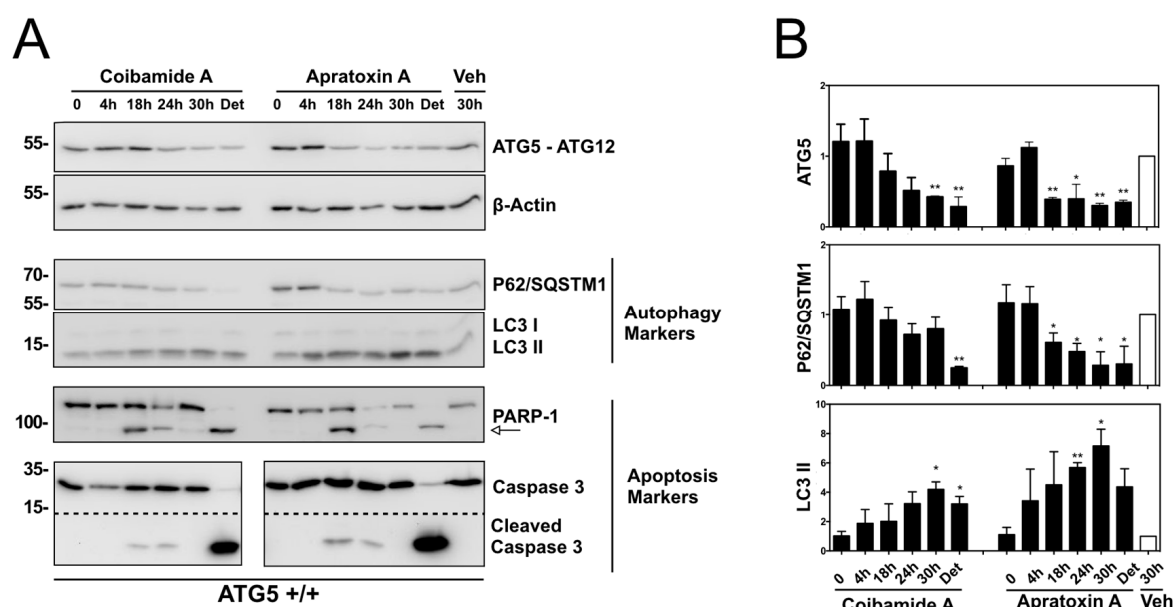 A
Coibamide A Apratoxin A Veh
0 4h 18h 24h 30h Det 0 4h 18h 24h 30h Det 30h
55- ATG5 - ATG12
55- β-Actin
70- P62/SQSTM1
55-
LC3 I
15- LC3 II
Autophagy
Markers
PARP-1
100-
35- Caspase 3
15-
Cleaved
Caspase 3
Apoptosis
Markers
ATG5 +/+
B
2
ATG5 1
** ** ** * ** **
0
2
P62/SQSTM1 1
** * * * *
0
10
8
6
LC3 II 4
2
0
* * ** *
0 4h 18h 24h 30h Det 0 4h 18h 24h 30h Det 30h
Coibamide A Apratoxin A Veh